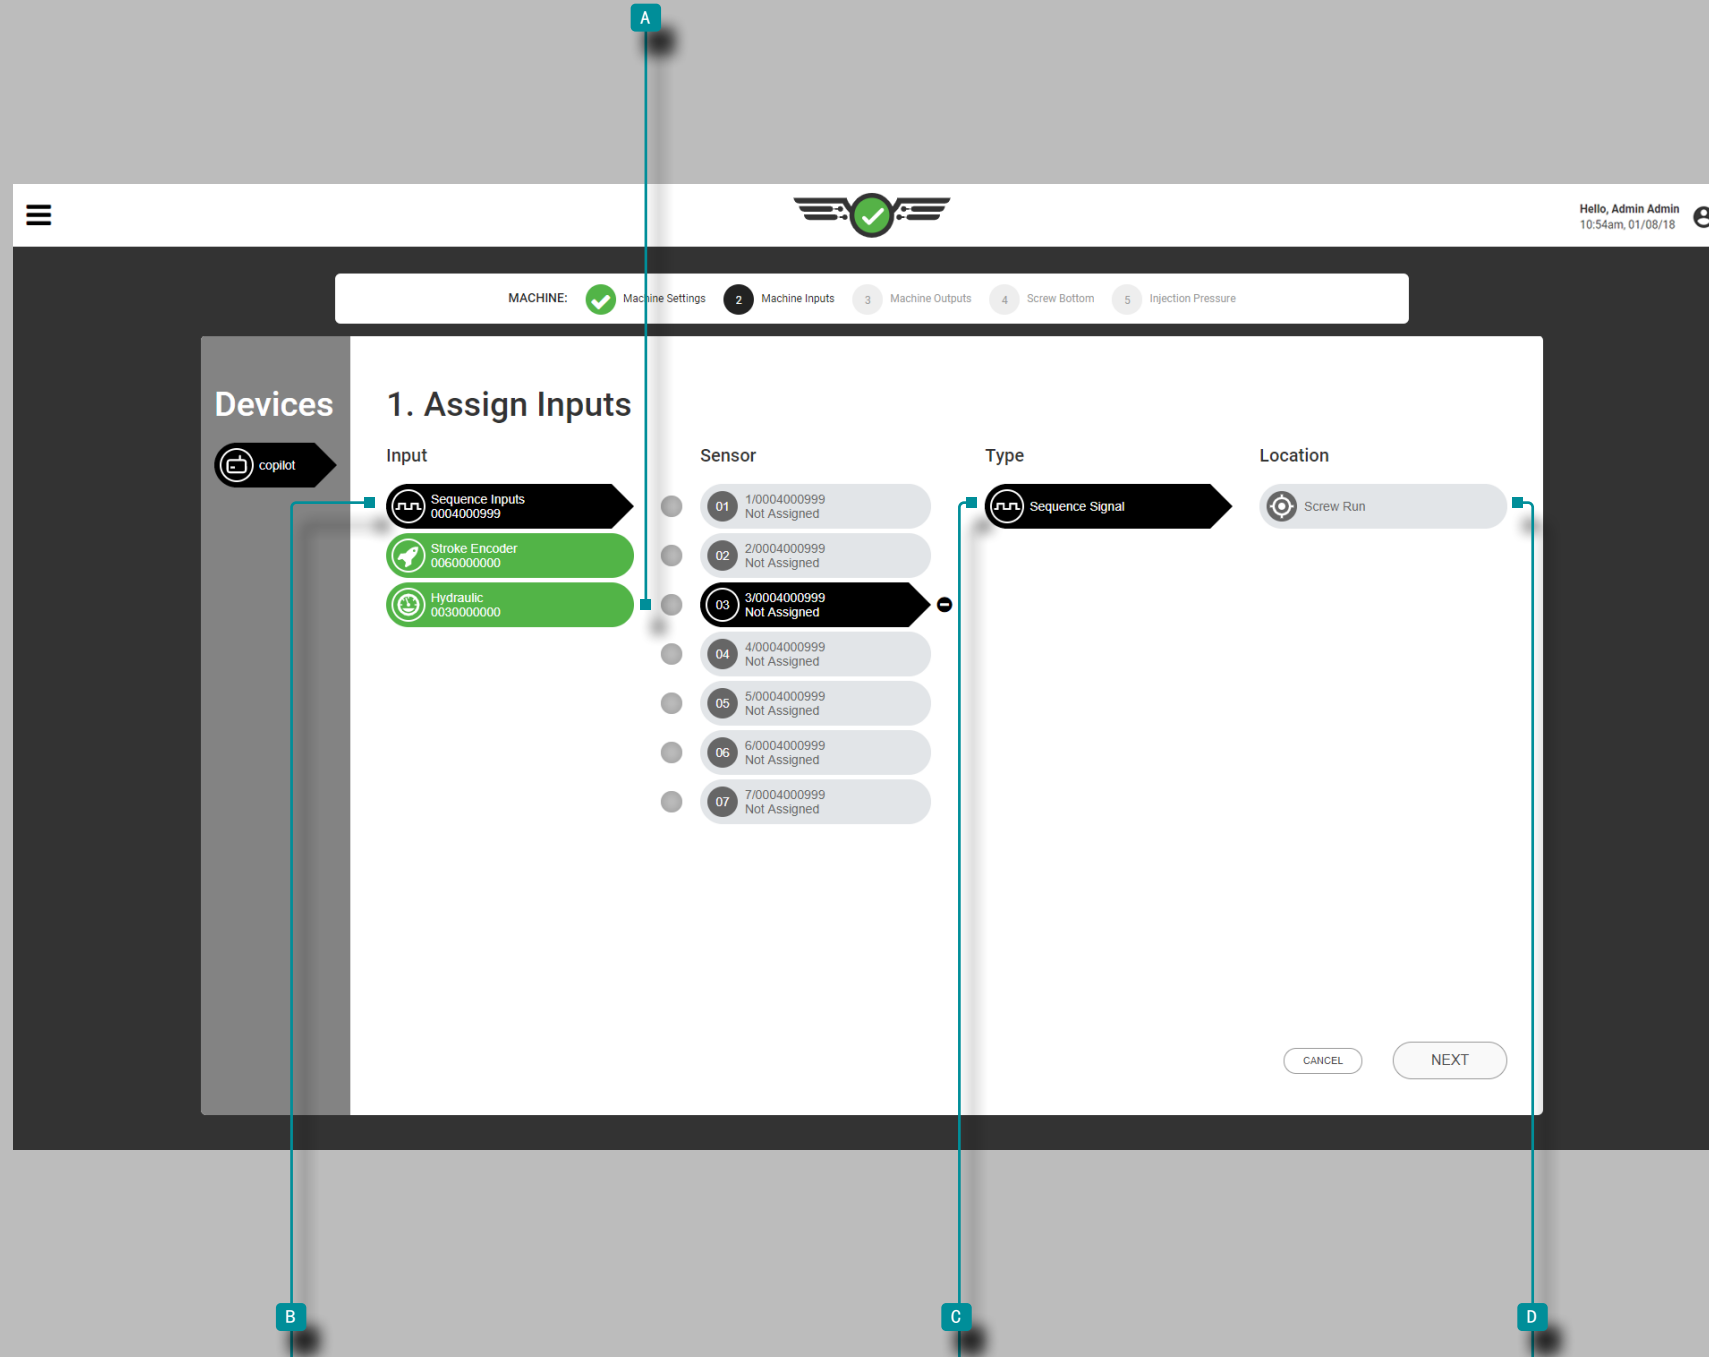 A
Hello, Admin Admin
10:54am, 01/08/18
MACHINE: Machine Settings 2 Machine Inputs 3 Machine Outputs 4 Screw Bottom 5 Injection Pressure
Devices
copilot
1. Assign Inputs
Input
Sequence Inputs
0004000999
Stroke Encoder
0060000000
Hydraulic
0030000000
Sensor
01 1/0004000999
Not Assigned
02 2/0004000999
Not Assigned
03 3/0004000999
Not Assigned
04 4/0004000999
Not Assigned
05 5/0004000999
Not Assigned
06 6/0004000999
Not Assigned
07 7/0004000999
Not Assigned
Type
Sequence Signal
Location
Screw Run
CANCEL
NEXT
B
C
D